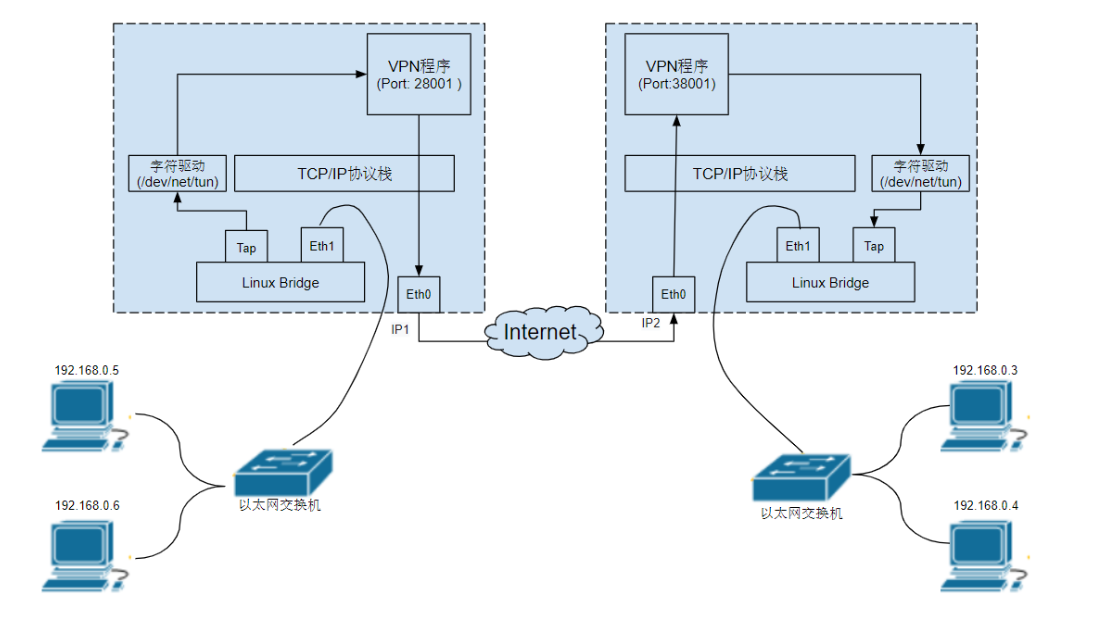 VPN程序
(Port: 28001 )
字符驱动
(/dev/net/tun)
TCP/IP协议栈
Tap
Eth1
Linux Bridge
Eth0
IP1
Internet
VPN程序
(Port:38001)
TCP/IP协议栈
字符驱动
(/dev/net/tun)
Eth1
Tap
Linux Bridge
Eth0
IP2
192.168.0.5
192.168.0.6
以太网交换机
192.168.0.3
192.168.0.4
以太网交换机